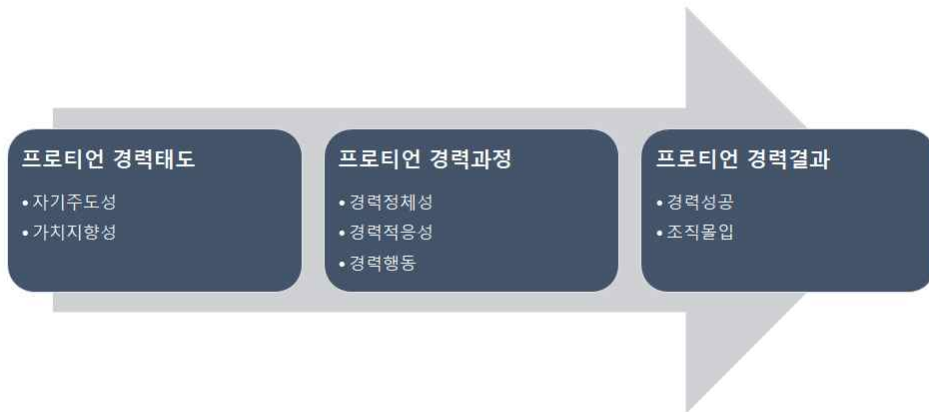 프로티언 경력태도
• 자기주도성
• 가치지향성
프로티언 경력과정
• 경력정체성
• 경력적응성
• 경력행동
프로티언 경력결과
• 경력성공
• 조직몰입